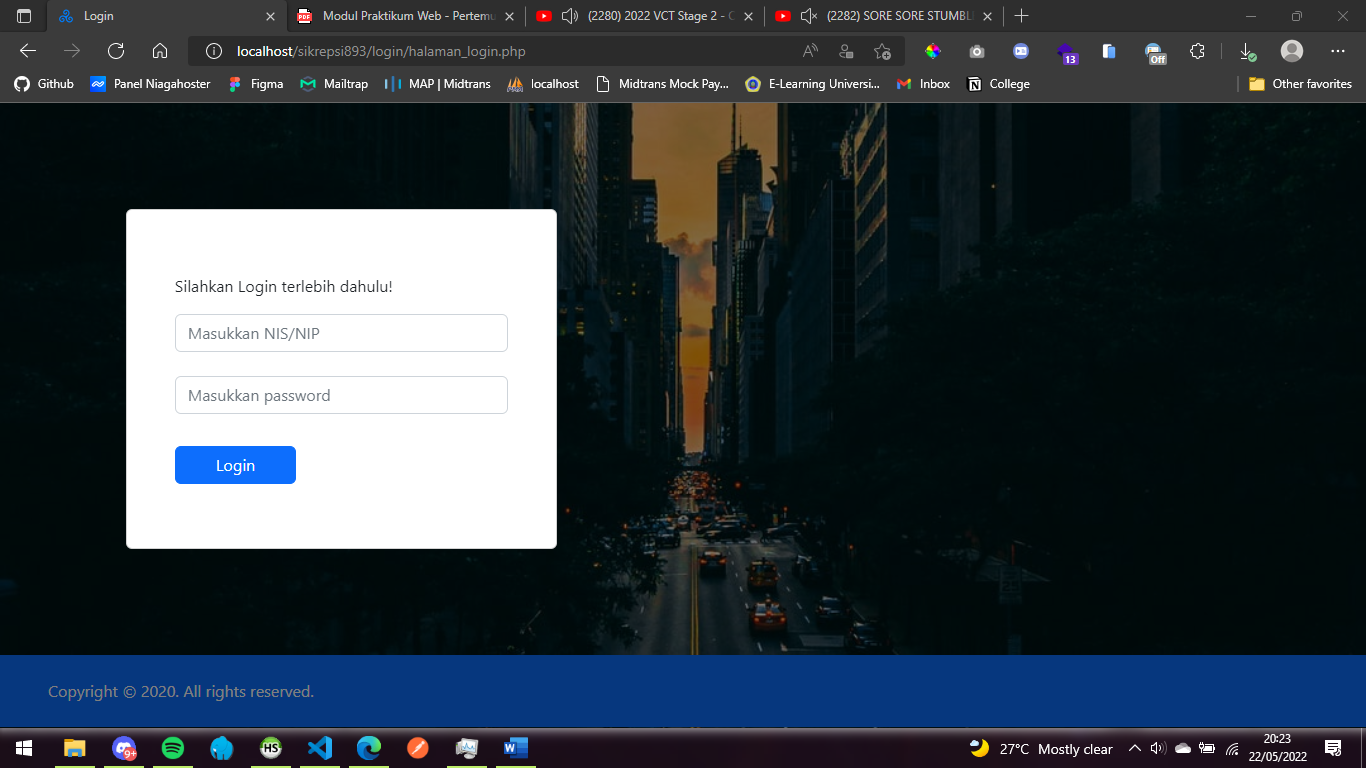 Login
Modul Praktikum Web - Pertemu
(2280) 2022 VCT Stage 2 - C
(2282) SORE SORE STUMBL
localhost/sikrepsi893/login/halaman_login.php
13
Off
Github
Panel Niagahoster
Figma
Mailtrap
MAP | Midtrans
localhost
Midtrans Mock Pay...
E-Learning Universi...
Inbox
College
Other favorites
Silahkan Login terlebih dahulu!
Masukkan NIS/NIP
Masukkan password
Login
Copyright © 2020. All rights reserved.
9+
HS
27°C Mostly clear
20:23
22/05/2022